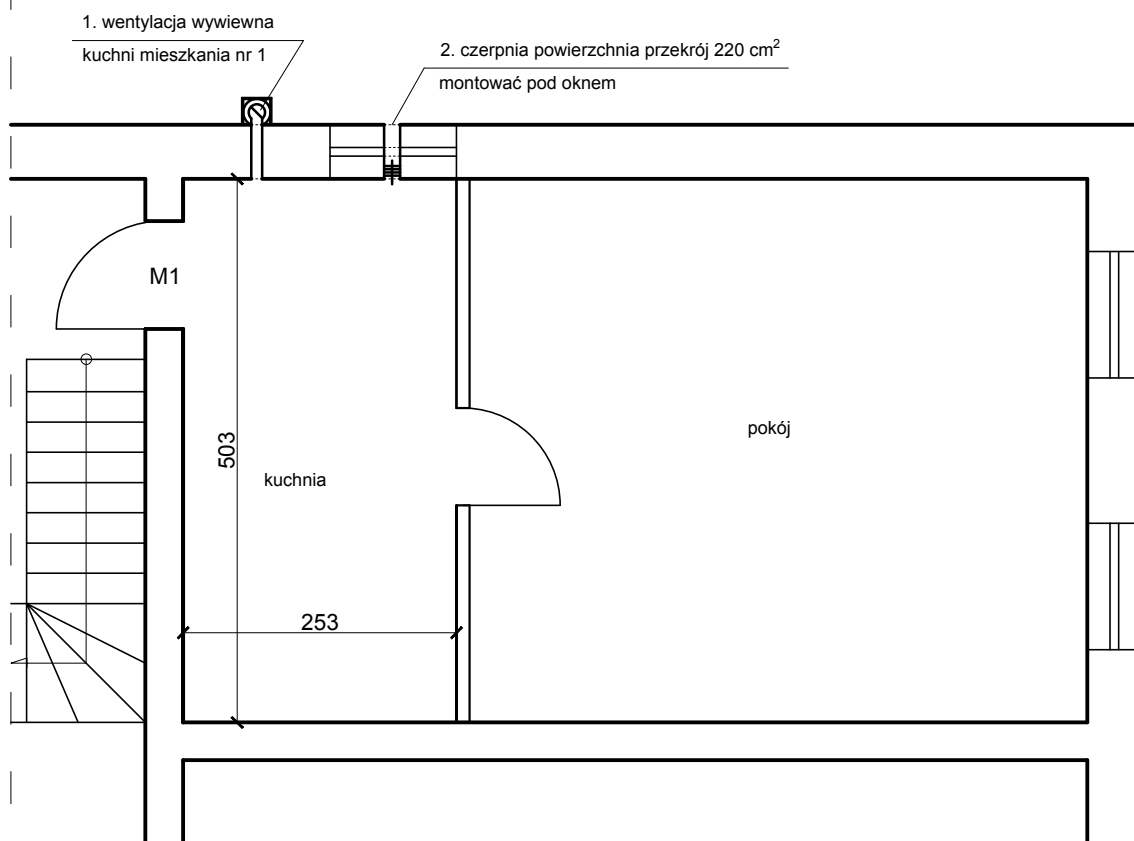 1. wentylacja wywiewna
kuchni mieszkania nr 1
2. czerpnia powierzchnia przekrój 220 cm²
montować pod oknem
M1
503
kuchnia
pokój
253